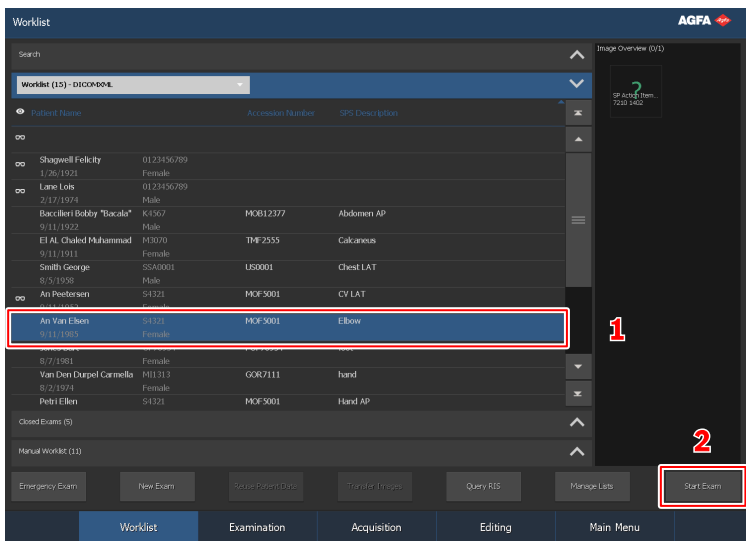 Worklist
AGFA
Search
Image Overview (0/1)
Worklist (15) - DICOMXML
SP Action Item...
7210 1402
Patient Name Accession Number SPS Description
Shagwell Felicity 0123456789
1/26/1921 Female
Lane Lois 0123456789
2/17/1974 Male
Baccilieri Bobby "Bacala" K4567 MOB12377 Abdomen AP
9/11/1922 Male
El AL Chaled Muhammad M3070 TMF2555 Calcaneus
9/11/1911 Female
Smith George SSA0001 US0001 Chest LAT
8/5/1958 Male
An Peetersen S4321 MOF5001 CV LAT
An Van Elsen S4321 MOF5001 Elbow
9/11/1985 Female
1
8/7/1981 Female
Van Den Durpel Carmella MI1313 GOR7111 hand
8/2/1974 Female
Petri Ellen S4321 MOF5001 Hand AP
Closed Exams (5)
Manual Worklist (11)
2
Emergency Exam New Exam Reuse Patient Data Transfer Images Query RIS Manage Lists Start Exam
Worklist Examination Acquisition Editing Main Menu